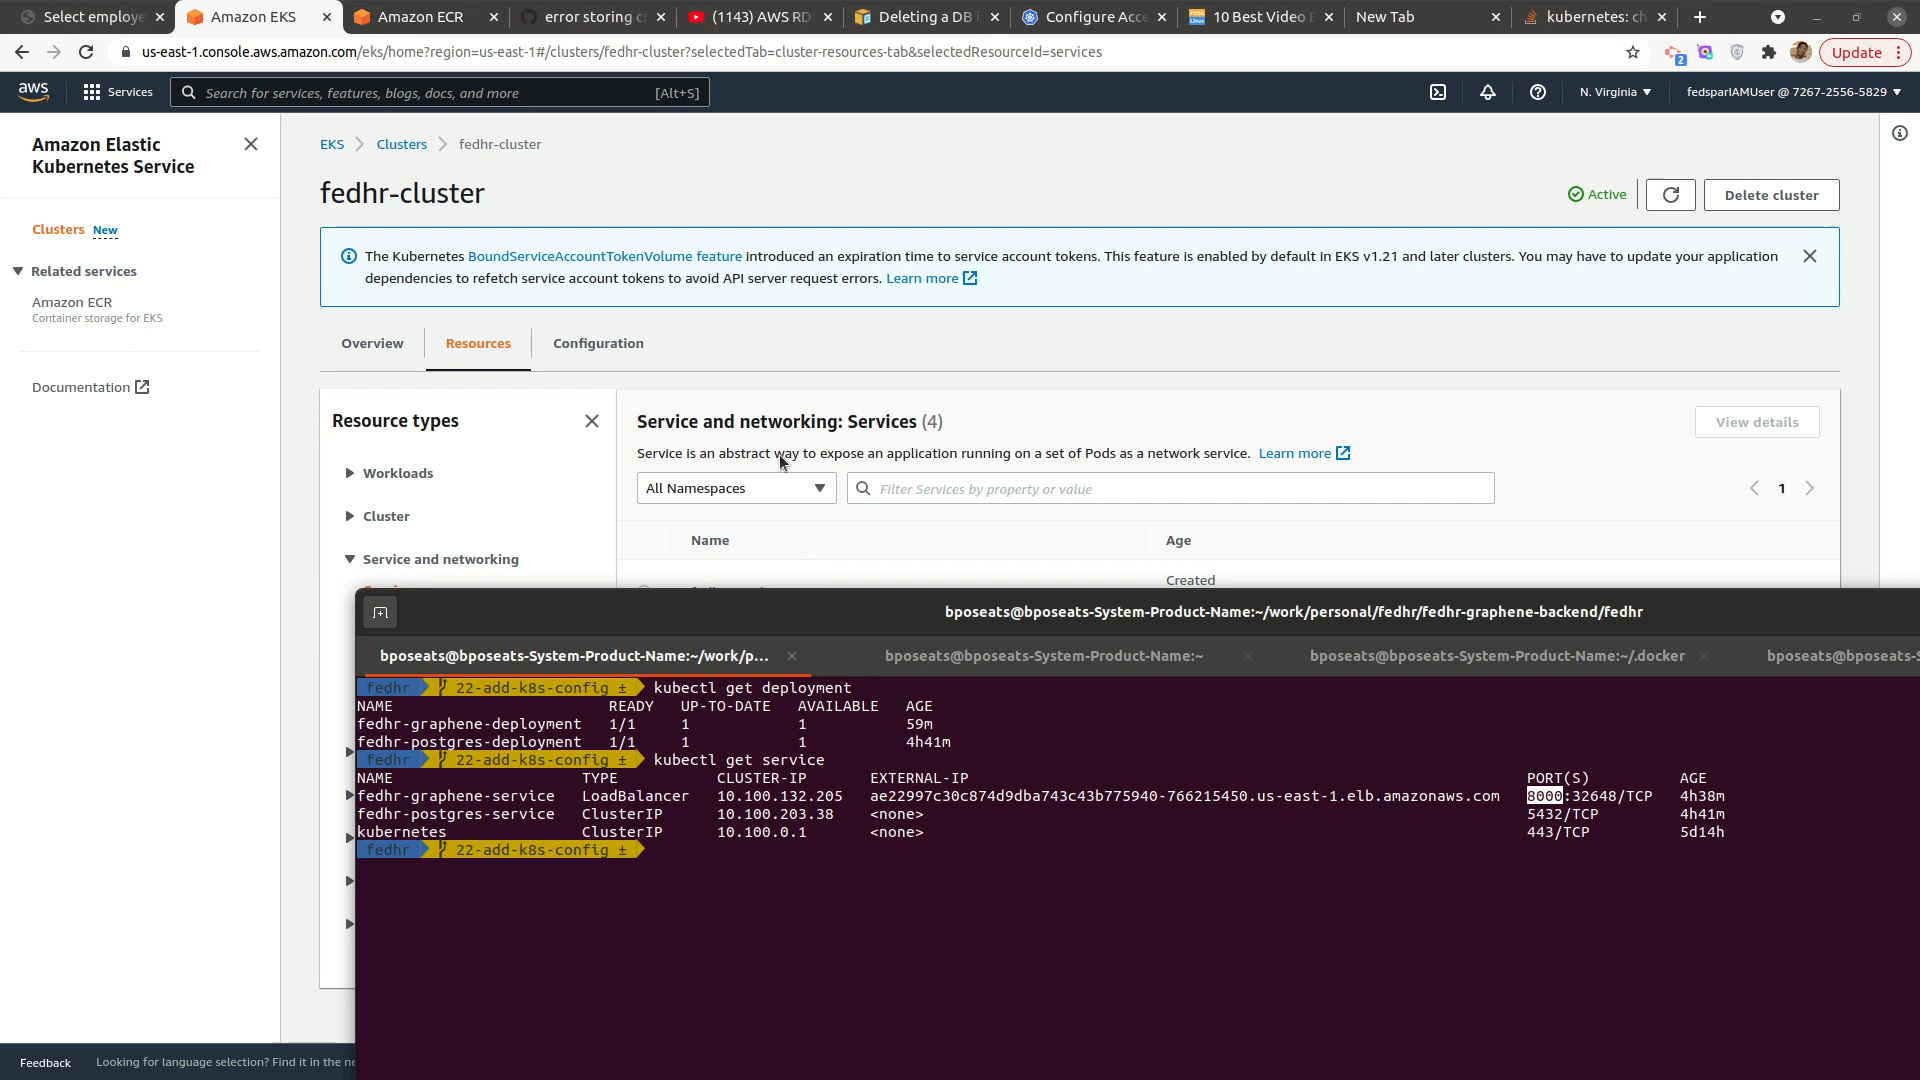 Select employe
Amazon EKS
Amazon ECR
error storing c
(1143) AWS RD
Deleting a DB i
Configure Acce
10 Best Video E
New Tab
kubernetes: ch
us-east-1.console.aws.amazon.com/eks/home?region=us-east-1#/clusters/fedhr-cluster?selectedTab=cluster-resources-tab&selectedResourceId=services
2
Update
aws
Services
Search for services, features, blogs, docs, and more
[Alt+S]
N. Virginia
fedsparIAMUser @ 7267-2556-5829
Amazon Elastic
Kubernetes Service
Clusters New
Related services
Amazon ECR
Container storage for EKS
Documentation
EKS > Clusters > fedhr-cluster
fedhr-cluster
Active
Delete cluster
The Kubernetes BoundServiceAccountTokenVolume feature introduced an expiration time to service account tokens. This feature is enabled by default in EKS v1.21 and later clusters. You may have to update your application
dependencies to refetch service account tokens to avoid API server request errors. Learn more
Overview
Resources
Configuration
Resource types
Workloads
Cluster
Service and networking
Service and networking: Services (4)
View details
Service is an abstract way to expose an application running on a set of Pods as a network service. Learn more
All Namespaces
Filter Services by property or value
1
Name
Age
Created
bposeats@bposeats-System-Product-Name:~/work/personal/fedhr/fedhr-graphene-backend/fedhr
bposeats@bposeats-System-Product-Name:~/work/p...
bposeats@bposeats-System-Product-Name:~
bposeats@bposeats-System-Product-Name:~/.docker
bposeats@bposeats-S
fedhr 22-add-k8s-config ± kubectl get deployment
NAME READY UP-TO-DATE AVAILABLE AGE
fedhr-graphene-deployment 1/1 1 1 59m
fedhr-postgres-deployment 1/1 1 1 4h41m
fedhr 22-add-k8s-config ± kubectl get service
NAME TYPE CLUSTER-IP EXTERNAL-IP PORT(S) AGE
fedhr-graphene-service LoadBalancer 10.100.132.205 ae22997c30c874d9dba743c43b775940-766215450.us-east-1.elb.amazonaws.com 8000:32648/TCP 4h38m
fedhr-postgres-service ClusterIP 10.100.203.38 <none> 5432/TCP 4h41m
kubernetes ClusterIP 10.100.0.1 <none> 443/TCP 5d14h
fedhr 22-add-k8s-config ±
Feedback
Looking for language selection? Find it in the ne